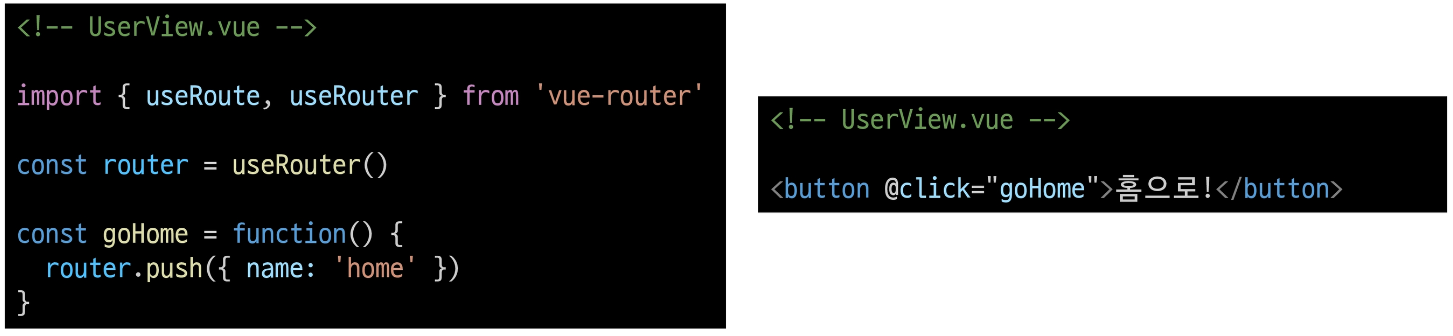 <!-- UserView.vue -->
import { useRoute, useRouter } from 'vue-router'
const router = useRouter()
const goHome = function() {
  router.push({ name: 'home' })
}
<!-- UserView.vue -->
<button @click="goHome">홈으로!</button>